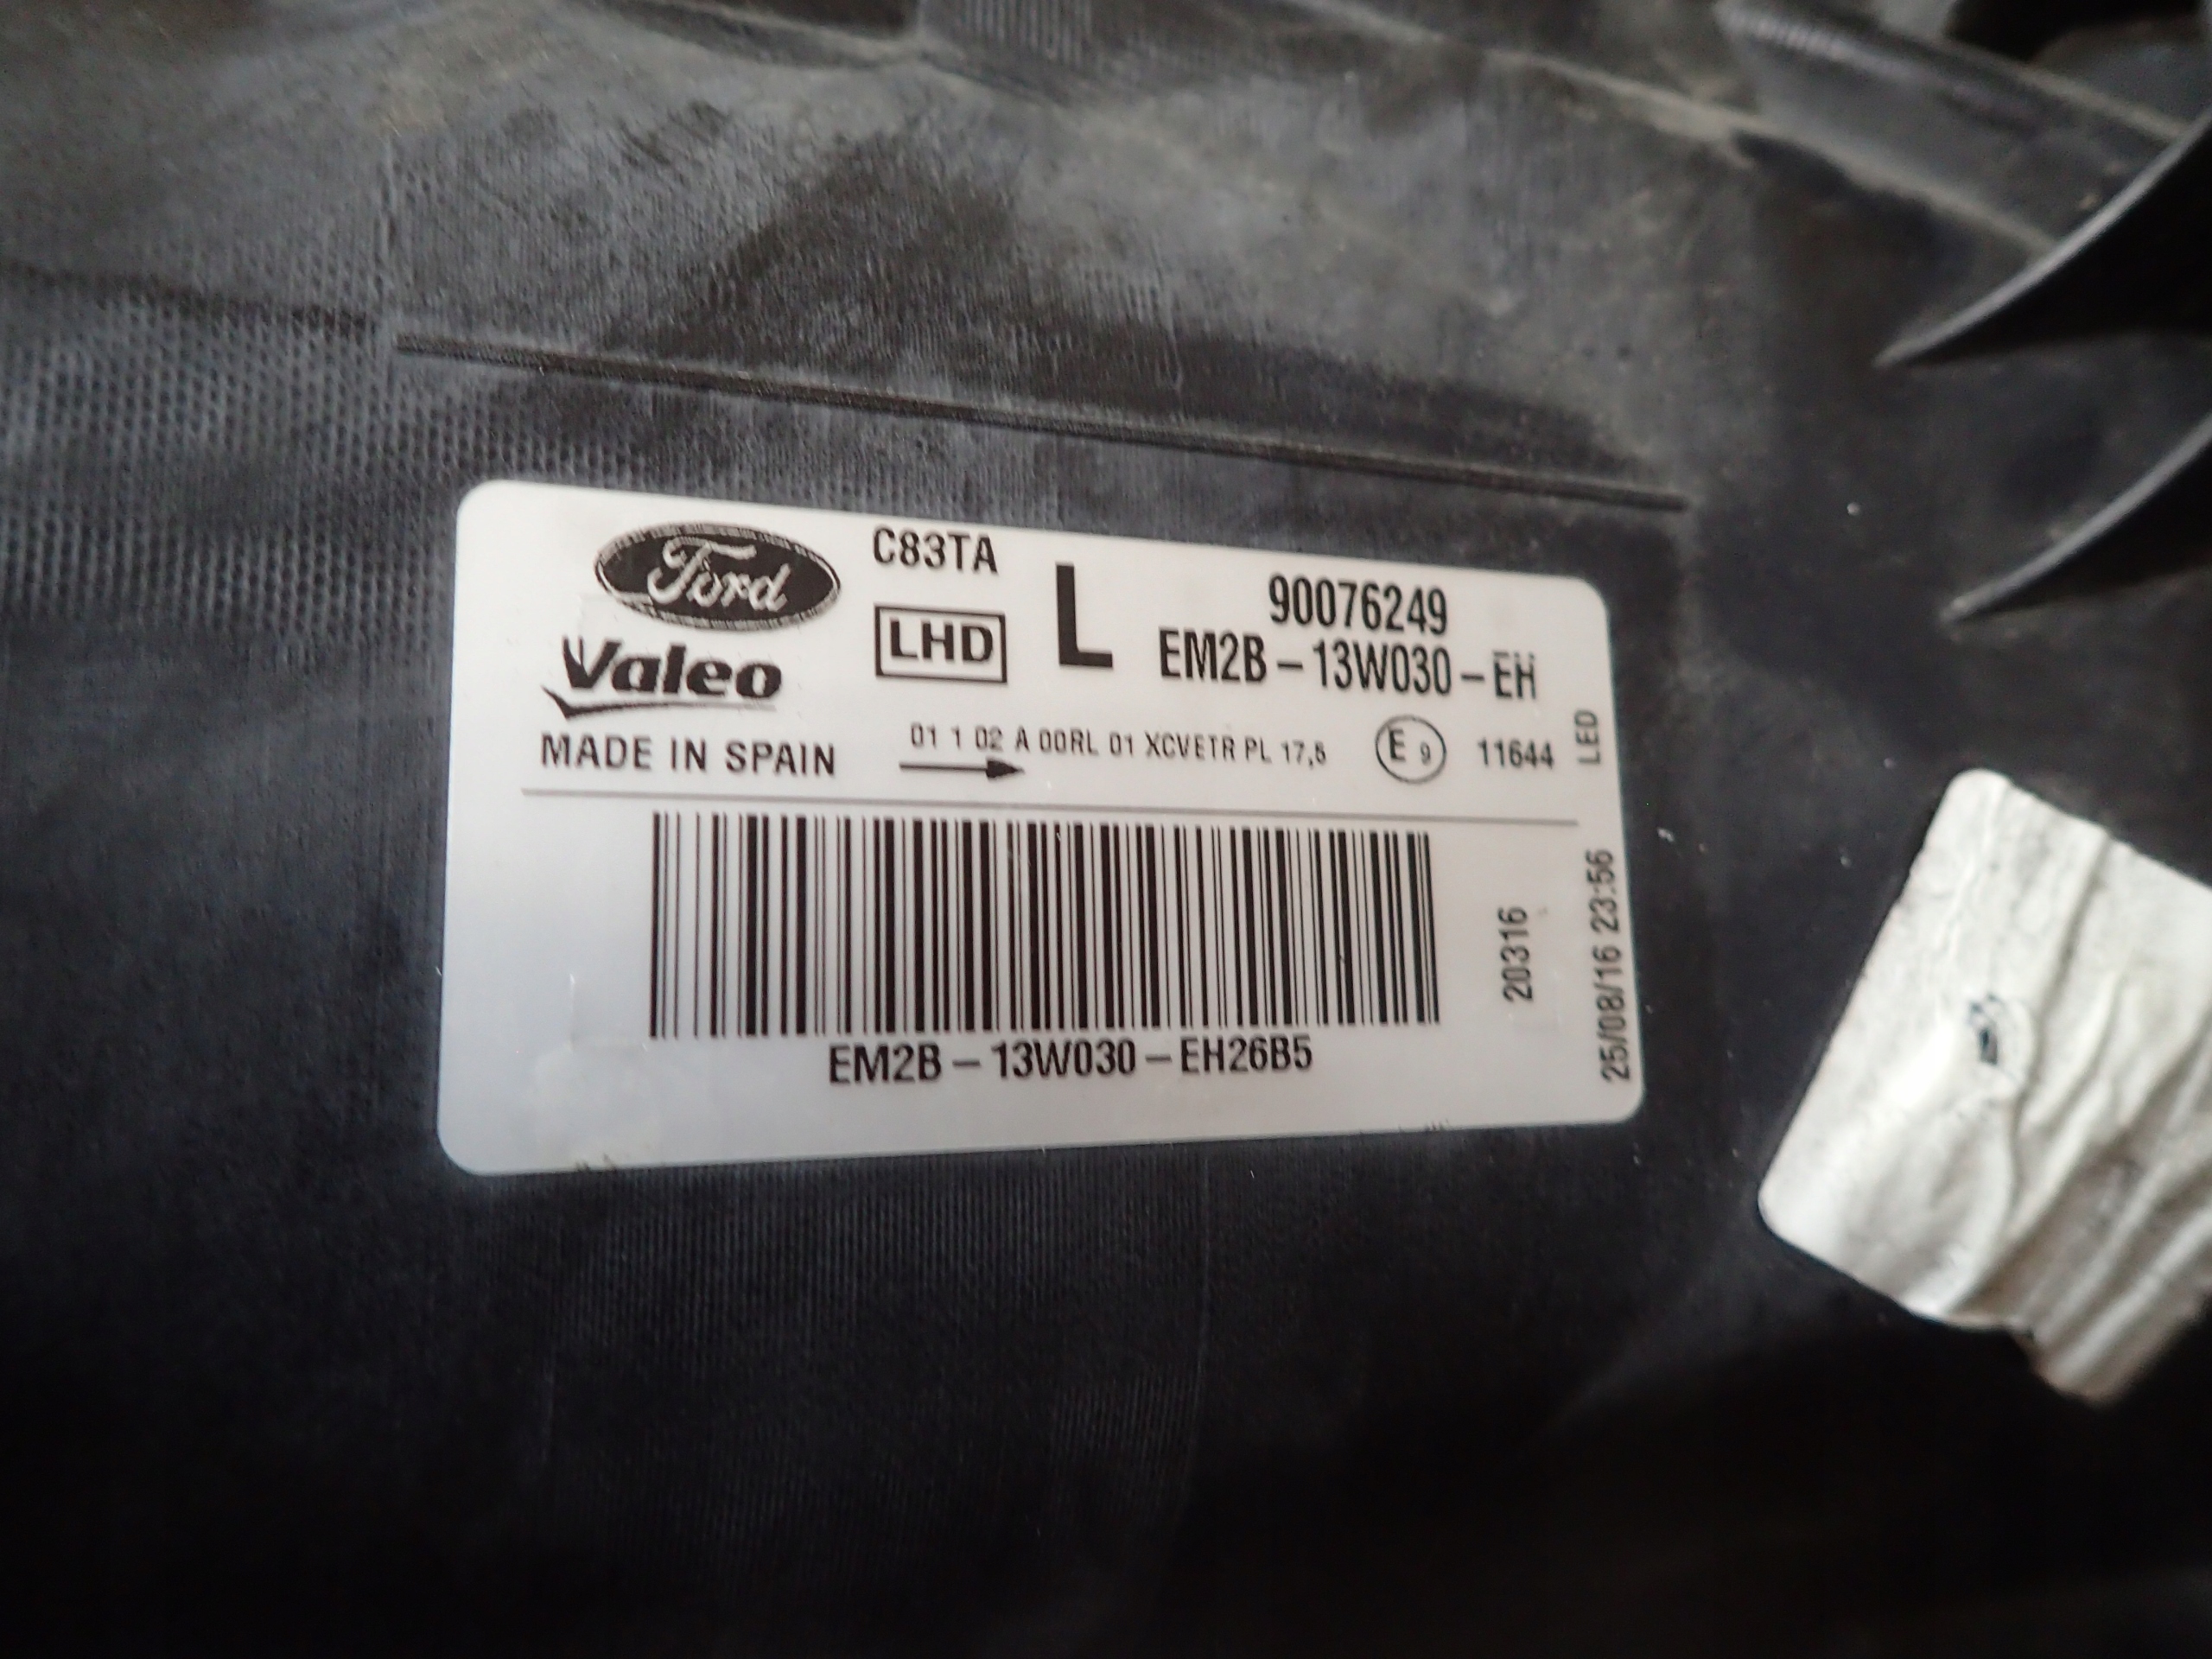 Ford
C83TA
LHD
L
90076249
EM2B-13W030-EH
Valeo
MADE IN SPAIN
01 1 02 A 00RL 01 XCVETR PL 17,5
E 9
11644
LED
20316
25/08/16 23:56
EM2B-13W030-EH26B5